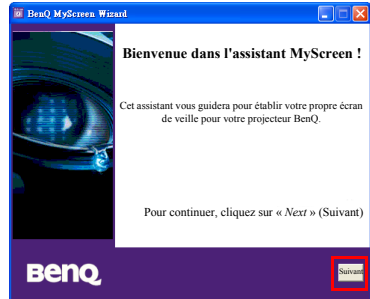 BenQ MyScreen Wizard
Bienvenue dans l'assistant MyScreen !
Cet assistant vous guidera pour établir votre propre écran
de veille pour votre projecteur BenQ.
Pour continuer, cliquez sur « Next » (Suivant)
BenQ
Suivant